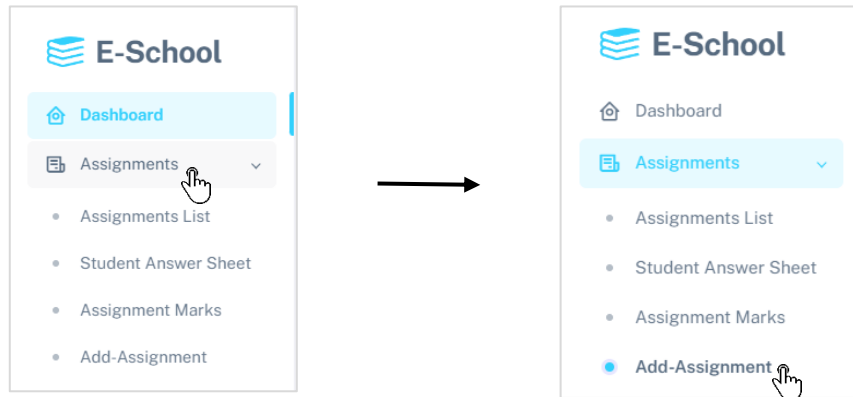 E-School
Dashboard
Assignments
Assignments List
Student Answer Sheet
Assignment Marks
Add-Assignment
E-School
Dashboard
Assignments
Assignments List
Student Answer Sheet
Assignment Marks
Add-Assignment